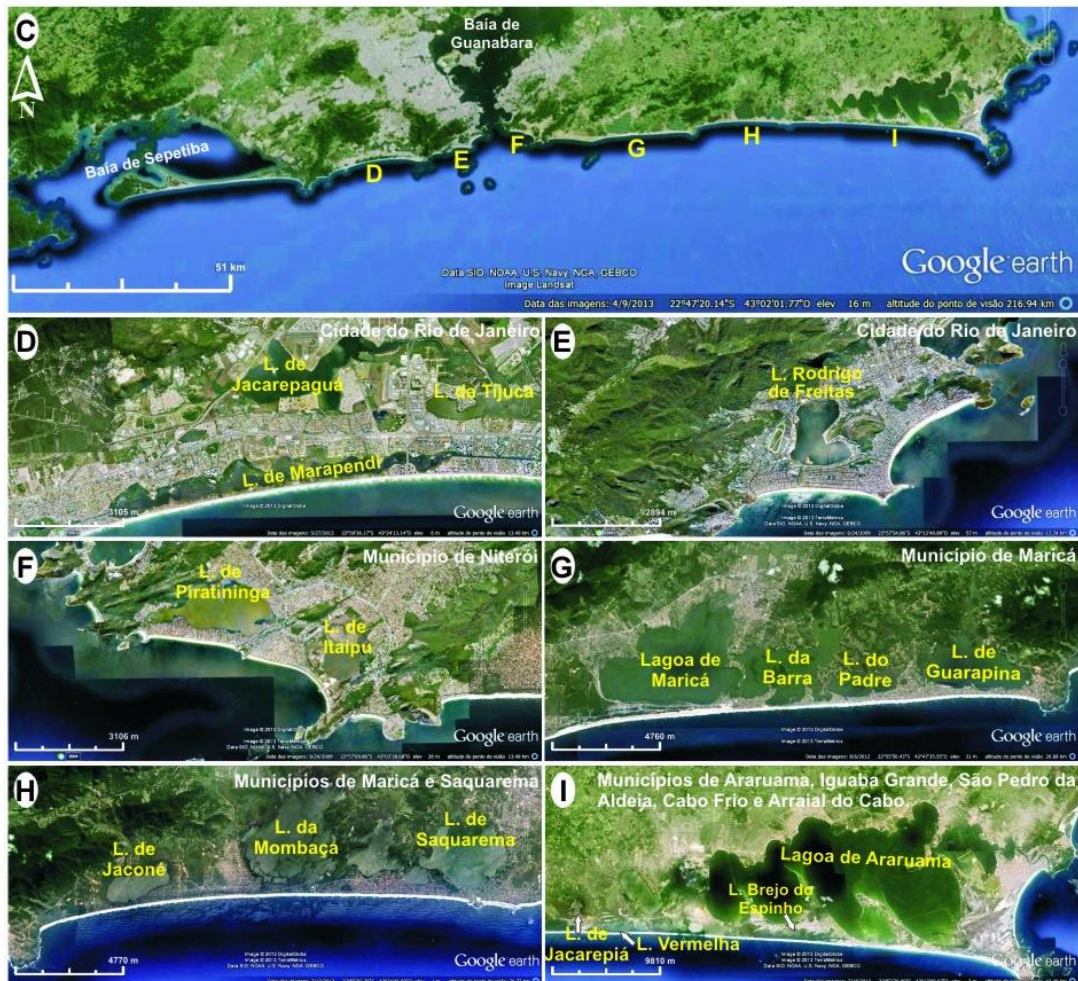 C
N
Baía de
Guanabara
Baía de Sepetiba
D
E
F
G
H
I
51 km
Data SIO, NOAA, U.S. Navy, NGA, GEBCO
Image Landsat
Google earth
Data das imagens: 4/9/2013 22°47'20.14"S 43°02'01.77"O elev 16 m altitude do ponto de visão 216.94 km
D
Cidade do Rio de Janeiro
L. de
Jacarepaguá
L. da Tijuca
L. de Marapendi
3105 m
Google earth
E
Cidade do Rio de Janeiro
L. Rodrigo
de Freitas
2894 m
Google earth
F
Município de Niterói
L. de
Piratininga
L. de
Itaipu
3106 m
Google earth
G
Município de Maricá
Lagoa de
Maricá
L. da
Barra
L. do
Padre
L. de
Guarapina
4760 m
Google earth
H
Municípios de Maricá e Saquarema
L. de
Jaconé
L. da
Mombaçá
L. de
Saquarema
4770 m
Google earth
I
Municípios de Araruama, Iguaba Grande, São Pedro da
Aldeia, Cabo Frio e Arraial do Cabo.
Lagoa de Araruama
L. Brejo do
Espinho
L. de
Jacarepiá
L. Vermelha
9810 m
Google earth